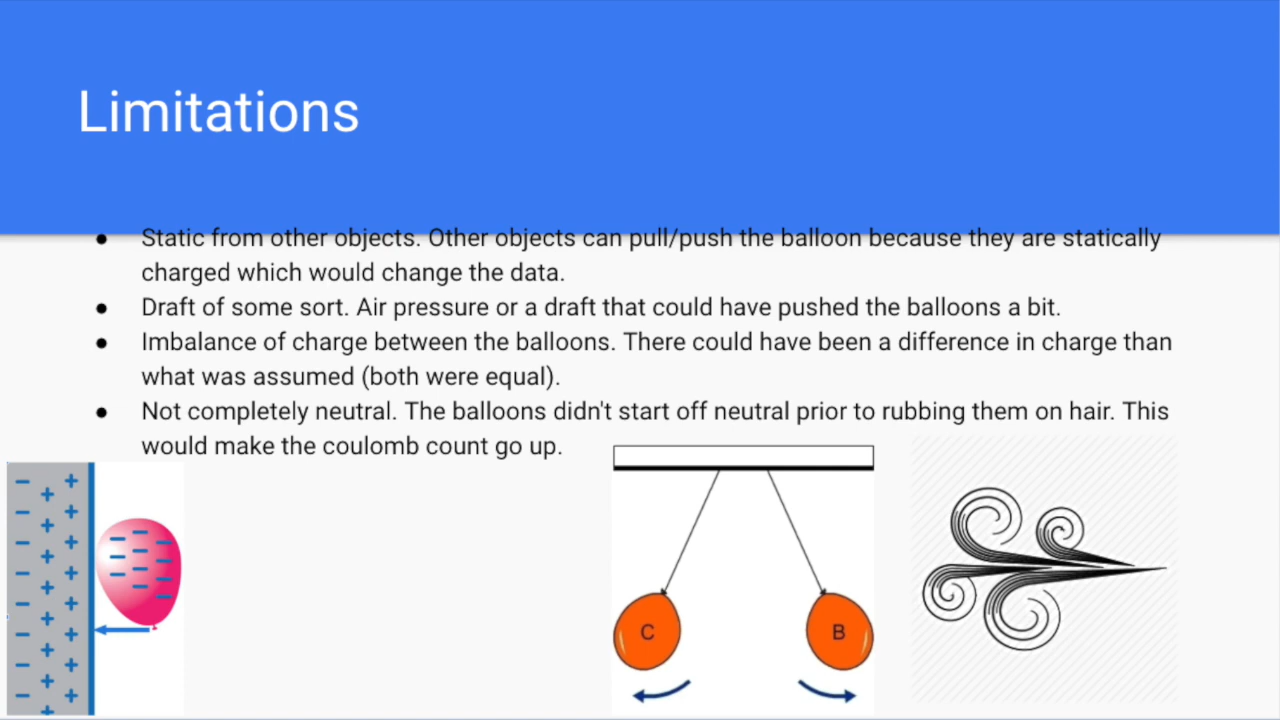 Limitations
● Static from other objects. Other objects can pull/push the balloon because they are statically
charged which would change the data.
● Draft of some sort. Air pressure or a draft that could have pushed the balloons a bit.
● Imbalance of charge between the balloons. There could have been a difference in charge than
what was assumed (both were equal).
● Not completely neutral. The balloons didn't start off neutral prior to rubbing them on hair. This
would make the coulomb count go up.
C
B